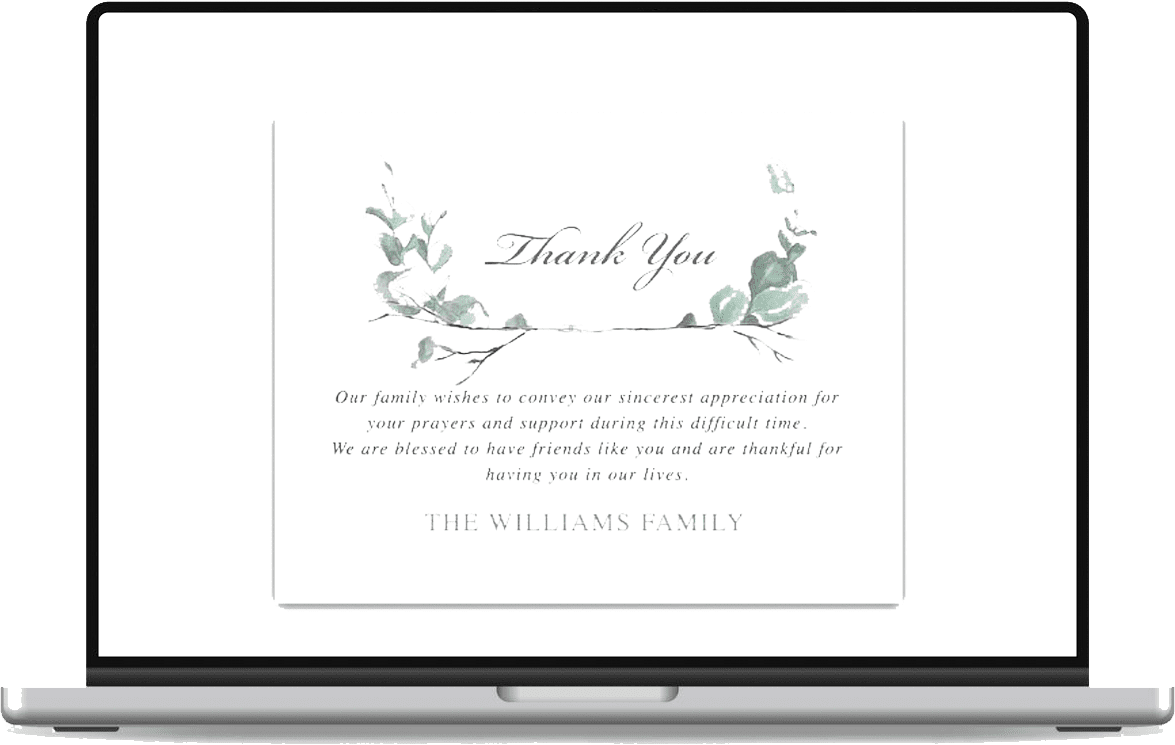 Thank You
Our family wishes to convey our sincerest appreciation for
your prayers and support during this difficult time.
We are blessed to have friends like you and are thankful for
having you in our lives.
THE WILLIAMS FAMILY